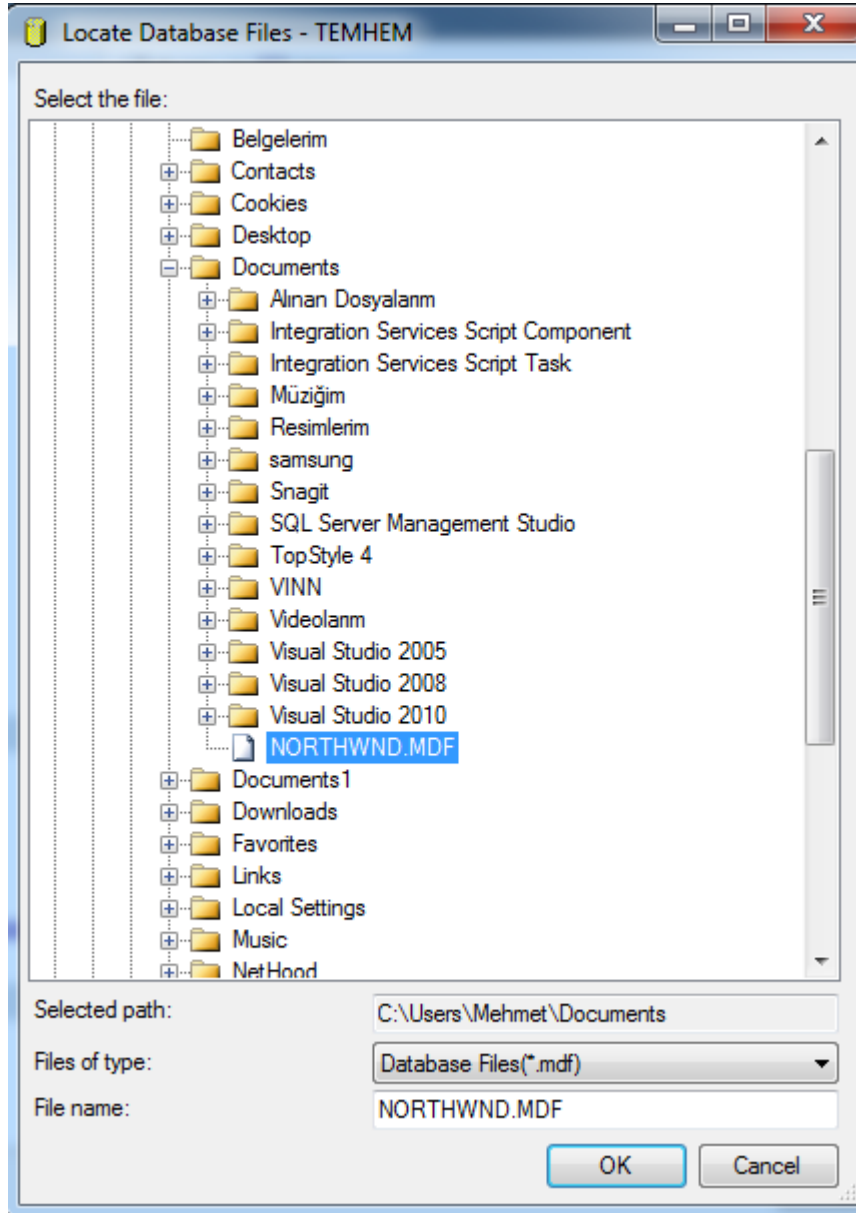 Locate Database Files - TEMHEM
Select the file:
Belgelerim
Contacts
Cookies
Desktop
Documents
Alınan Dosyalarım
Integration Services Script Component
Integration Services Script Task
Müziğim
Resimlerim
samsung
Snagit
SQL Server Management Studio
TopStyle 4
VINN
Videolarım
Visual Studio 2005
Visual Studio 2008
Visual Studio 2010
NORTHWND.MDF
Documents1
Downloads
Favorites
Links
Local Settings
Music
NetHood
Selected path: C:\Users\Mehmet\Documents
Files of type: Database Files(*.mdf)
File name: NORTHWND.MDF
OK Cancel